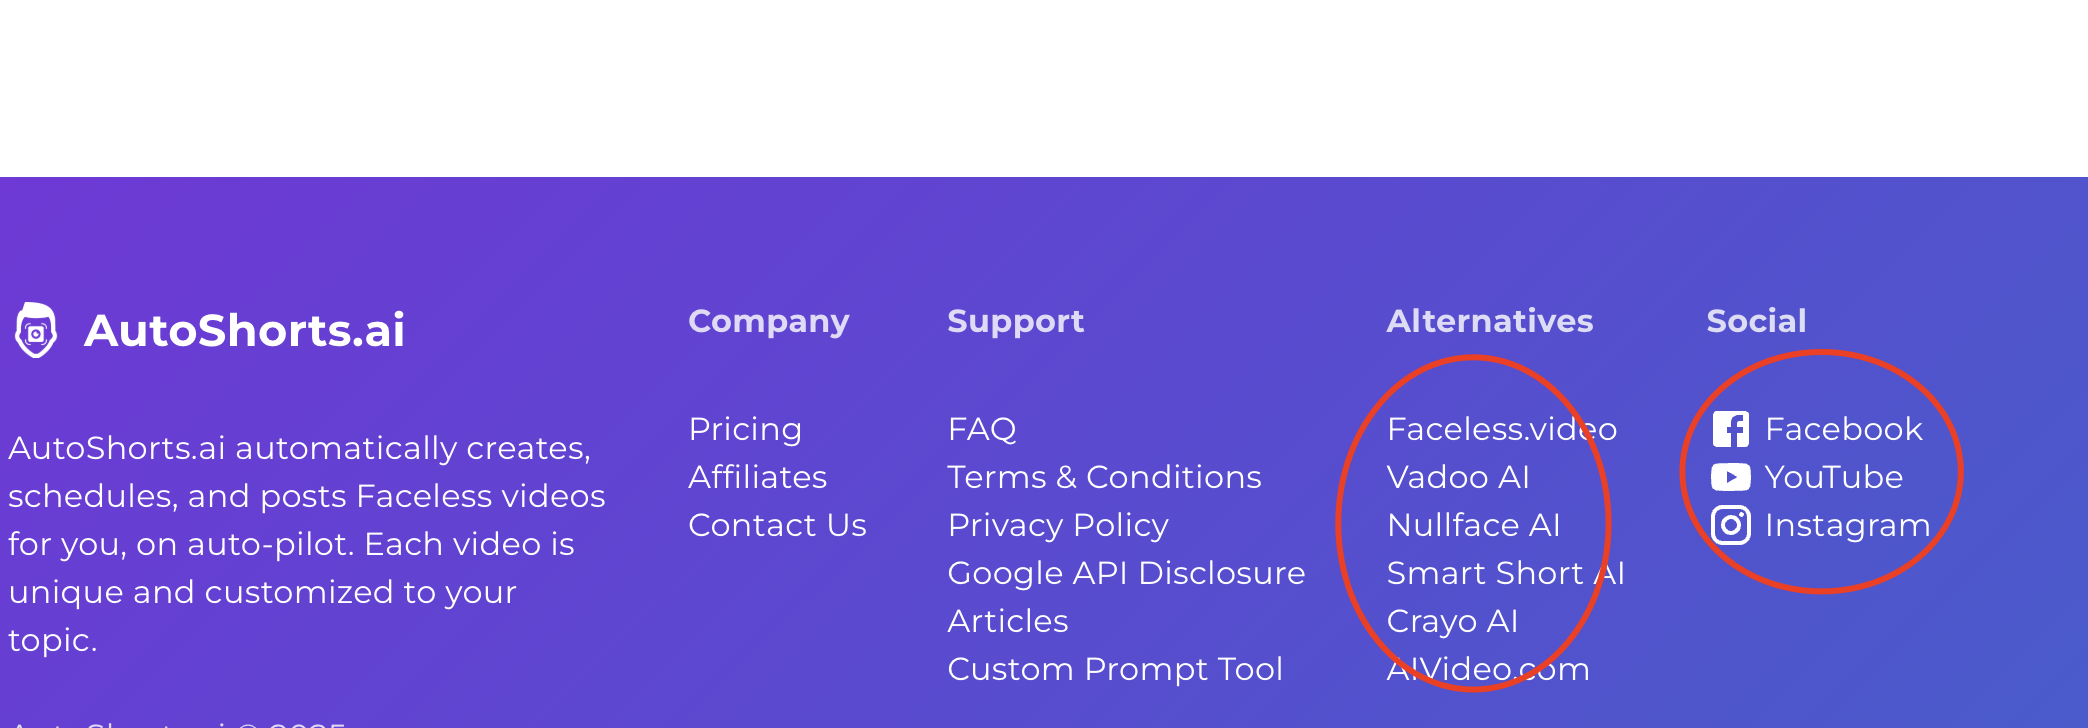 AutoShorts.ai
AutoShorts.ai automatically creates,
schedules, and posts Faceless videos
for you, on auto-pilot. Each video is
unique and customized to your
topic.
AutoShorts.ai © 2025
Company
Pricing
Affiliates
Contact Us
Support
FAQ
Terms & Conditions
Privacy Policy
Google API Disclosure
Articles
Custom Prompt Tool
Alternatives
Faceless.video
Vadoo AI
Nullface AI
Smart Short AI
Crayo AI
AIVideo.com
Social
Facebook
YouTube
Instagram